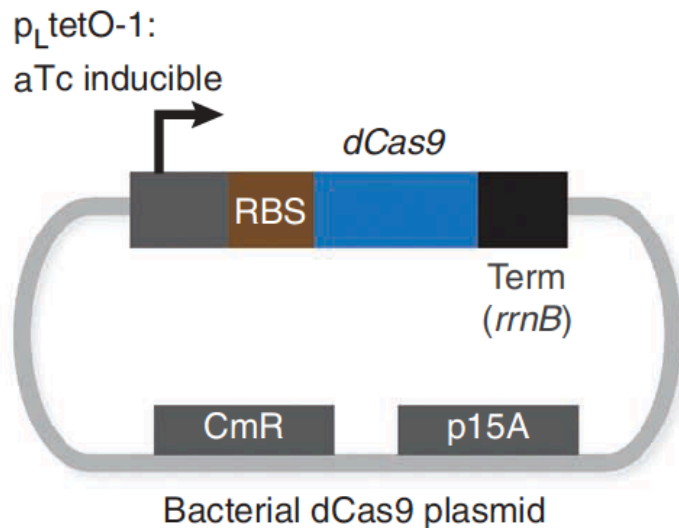 pLtetO-1:
aTc inducible
dCas9
RBS
Term
(rrnB)
CmR
p15A
Bacterial dCas9 plasmid